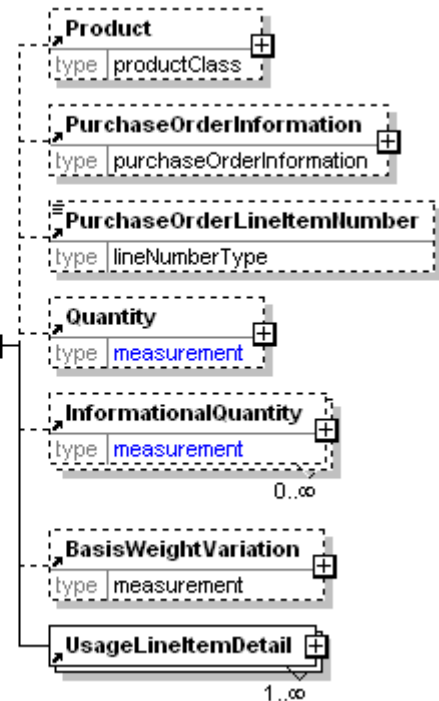 Product
type productClass
PurchaseOrderInformation
type purchaseOrderInformation
PurchaseOrderLineItemNumber
type lineNumberType
Quantity
type measurement
InformationalQuantity
type measurement
0..∞
BasisWeightVariation
type measurement
UsageLineItemDetail
1..∞